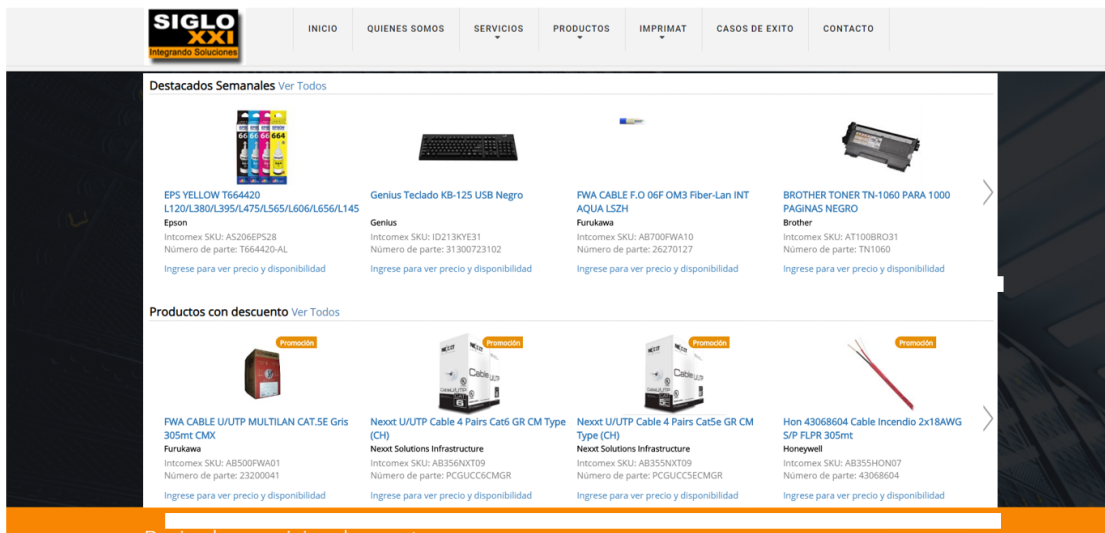 SIGLO
XXI
Integrando Soluciones
INICIO QUIENES SOMOS SERVICIOS PRODUCTOS IMPRIMAT CASOS DE EXITO CONTACTO
Destacados Semanales Ver Todos
664
EPS YELLOW T664420
L120/L380/L395/L475/L565/L606/L656/L145
Epson
Intcomex SKU: AS206EPS28
Número de parte: T664420-AL
Ingrese para ver precio y disponibilidad
Genius Teclado KB-125 USB Negro
Genius
Intcomex SKU: ID213KYE31
Número de parte: 31300723102
Ingrese para ver precio y disponibilidad
FWA CABLE F.O 06F OM3 Fiber-Lan INT
AQUA LSZH
Furukawa
Intcomex SKU: AB700FWA10
Número de parte: 26270127
Ingrese para ver precio y disponibilidad
BROTHER TONER TN-1060 PARA 1000
PAGiNAS NEGRO
Brother
Intcomex SKU: AT100BRO31
Número de parte: TN1060
Ingrese para ver precio y disponibilidad
Productos con descuento Ver Todos
Promoción
FWA CABLE U/UTP MULTILAN CAT.5E Gris
305mt CMX
Furukawa
Intcomex SKU: AB500FWA01
Número de parte: 23200041
Ingrese para ver precio y disponibilidad
Promoción
Nexxt U/UTP Cable 4 Pairs Cat6 GR CM Type
(CH)
Nexxt Solutions Infrastructure
Intcomex SKU: AB356NXT09
Número de parte: PCGUCC6CMGR
Ingrese para ver precio y disponibilidad
Promoción
Nexxt U/UTP Cable 4 Pairs Cat5e GR CM
Type (CH)
Nexxt Solutions Infrastructure
Intcomex SKU: AB355NXT09
Número de parte: PCGUCC5ECMGR
Ingrese para ver precio y disponibilidad
Promoción
Hon 43068604 Cable Incendio 2x18AWG
S/P FLPR 305mt
Honeywell
Intcomex SKU: AB355HON07
Número de parte: 43068604
Ingrese para ver precio y disponibilidad